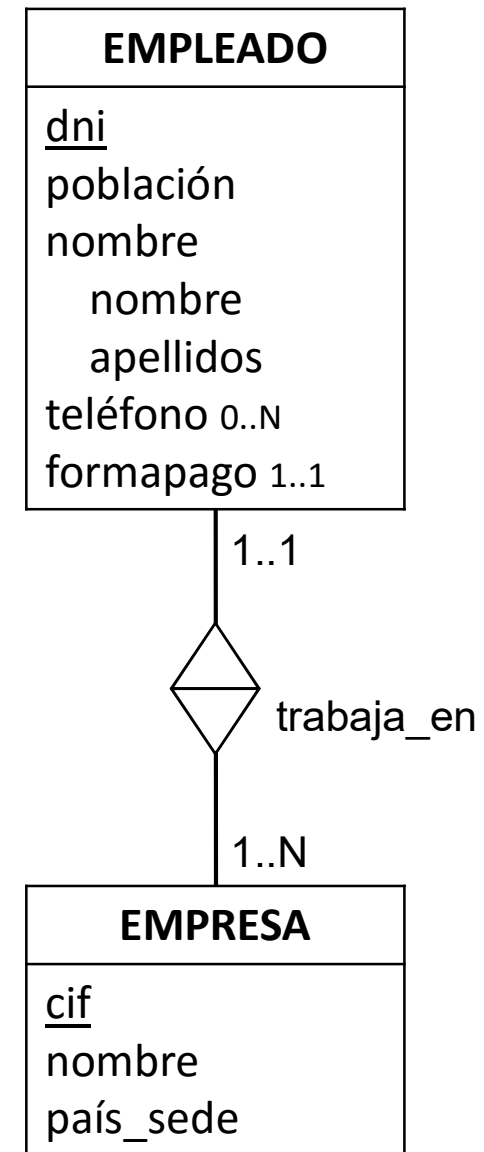 EMPLEADO
dni
población
nombre
nombre
apellidos
teléfono 0..N
formapago 1..1
1..1
trabaja_en
1..N
EMPRESA
cif
nombre
país_sede